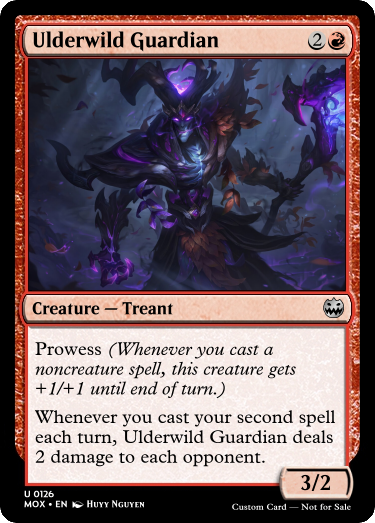 Ulderwild Guardian 2
Creature — Treant
Prowess (Whenever you cast a
noncreature spell, this creature gets
+1/+1 until end of turn.)
Whenever you cast your second spell
each turn, Ulderwild Guardian deals
2 damage to each opponent.
3/2
U 0126
MOX • EN Huyy Nguyen
Custom Card — Not for Sale